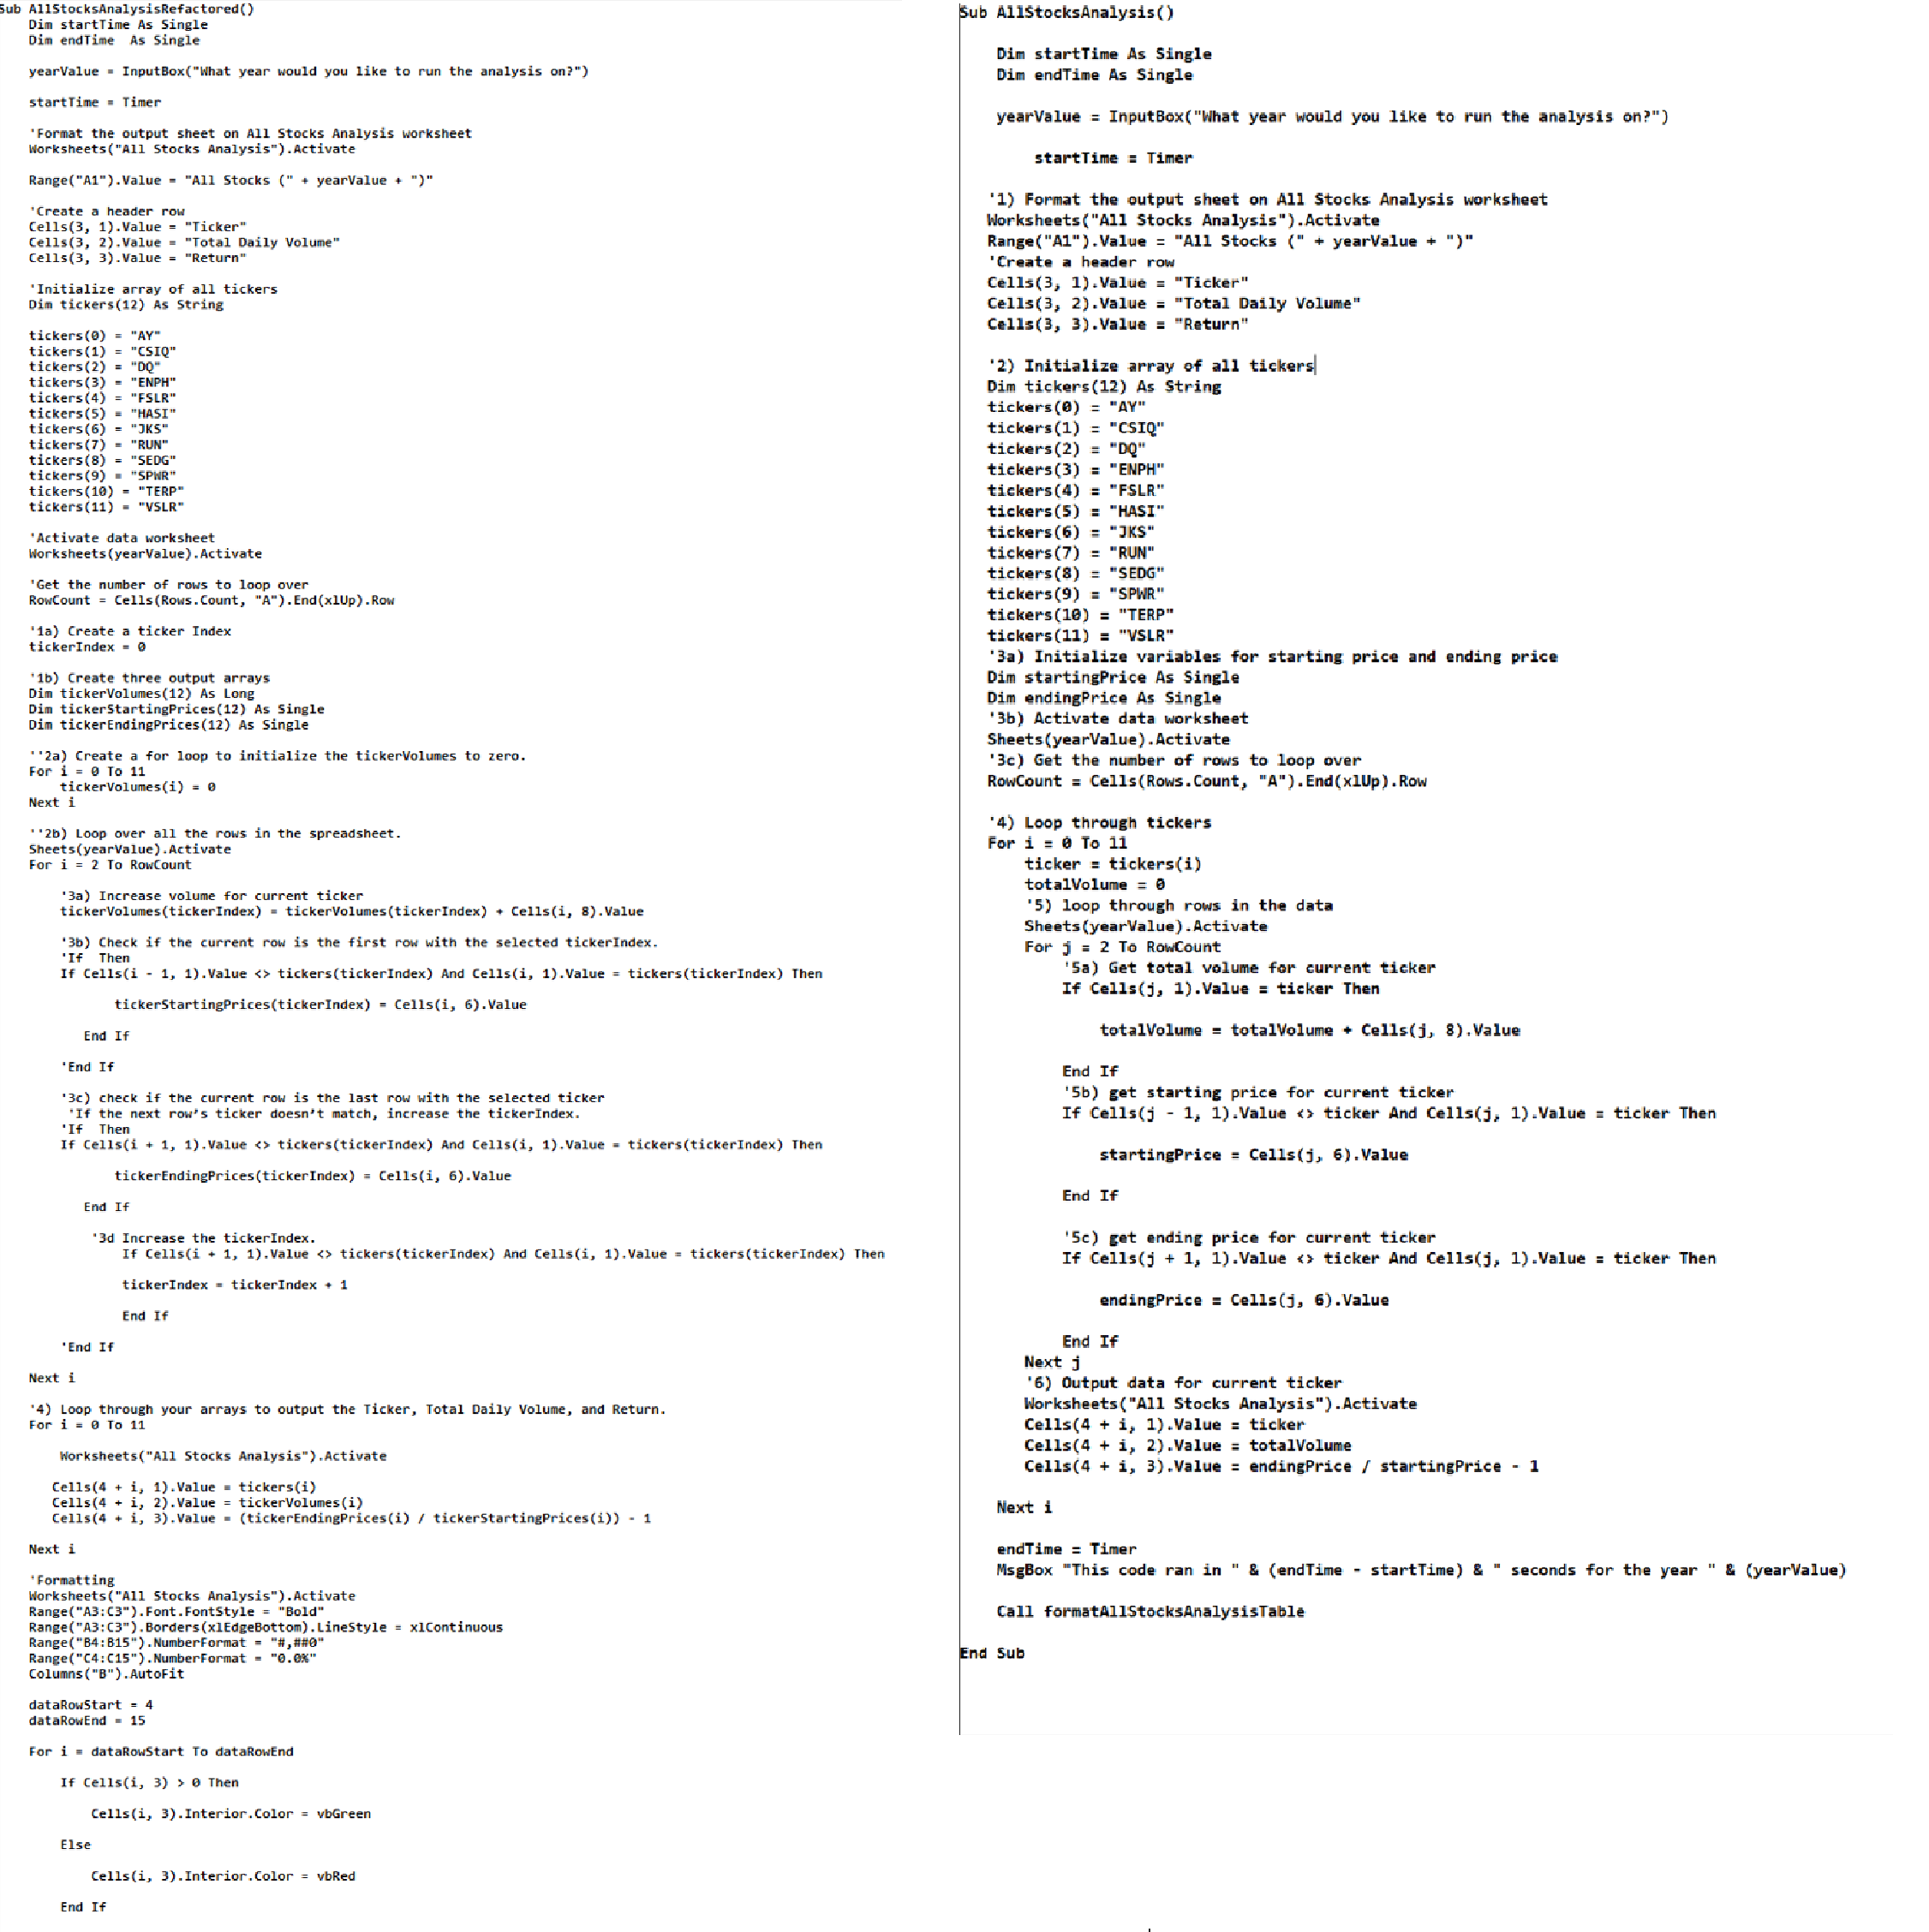 Sub AllStocksAnalysisRefactored()
Dim startTime As Single
Dim endTime  As Single
yearValue = InputBox("What year would you like to run the analysis on?")
startTime = Timer
'Format the output sheet on All Stocks Analysis worksheet
Worksheets("All Stocks Analysis").Activate
Range("A1").Value = "All Stocks (" + yearValue + ")"
'Create a header row
Cells(3, 1).Value = "Ticker"
Cells(3, 2).Value = "Total Daily Volume"
Cells(3, 3).Value = "Return"
'Initialize array of all tickers
Dim tickers(12) As String
tickers(0) = "AY"
tickers(1) = "CSIQ"
tickers(2) = "DQ"
tickers(3) = "ENPH"
tickers(4) = "FSLR"
tickers(5) = "HASI"
tickers(6) = "JKS"
tickers(7) = "RUN"
tickers(8) = "SEDG"
tickers(9) = "SPWR"
tickers(10) = "TERP"
tickers(11) = "VSLR"
'Activate data worksheet
Worksheets(yearValue).Activate
'Get the number of rows to loop over
RowCount = Cells(Rows.Count, "A").End(xlUp).Row
'1a) Create a ticker Index
tickerIndex = 0
'1b) Create three output arrays
Dim tickerVolumes(12) As Long
Dim tickerStartingPrices(12) As Single
Dim tickerEndingPrices(12) As Single
''2a) Create a for loop to initialize the tickerVolumes to zero.
For i = 0 To 11
tickerVolumes(i) = 0
Next i
''2b) Loop over all the rows in the spreadsheet.
Sheets(yearValue).Activate
For i = 2 To RowCount
'3a) Increase volume for current ticker
tickerVolumes(tickerIndex) = tickerVolumes(tickerIndex) + Cells(i, 8).Value
'3b) Check if the current row is the first row with the selected tickerIndex.
'If  Then
If Cells(i - 1, 1).Value <> tickers(tickerIndex) And Cells(i, 1).Value = tickers(tickerIndex) Then
tickerStartingPrices(tickerIndex) = Cells(i, 6).Value
End If
'End If
'3c) check if the current row is the last row with the selected ticker
'If the next row's ticker doesn't match, increase the tickerIndex.
'If  Then
If Cells(i + 1, 1).Value <> tickers(tickerIndex) And Cells(i, 1).Value = tickers(tickerIndex) Then
tickerEndingPrices(tickerIndex) = Cells(i, 6).Value
End If
'3d Increase the tickerIndex.
If Cells(i + 1, 1).Value <> tickers(tickerIndex) And Cells(i, 1).Value = tickers(tickerIndex) Then
tickerIndex = tickerIndex + 1
End If
'End If
Next i
'4) Loop through your arrays to output the Ticker, Total Daily Volume, and Return.
For i = 0 To 11
Worksheets("All Stocks Analysis").Activate
Cells(4 + i, 1).Value = tickers(i)
Cells(4 + i, 2).Value = tickerVolumes(i)
Cells(4 + i, 3).Value = (tickerEndingPrices(i) / tickerStartingPrices(i)) - 1
Next i
'Formatting
Worksheets("All Stocks Analysis").Activate
Range("A3:C3").Font.FontStyle = "Bold"
Range("A3:C3").Borders(xlEdgeBottom).LineStyle = xlContinuous
Range("B4:B15").NumberFormat = "#,##0"
Range("C4:C15").NumberFormat = "0.0%"
Columns("B").AutoFit
dataRowStart = 4
dataRowEnd = 15
For i = dataRowStart To dataRowEnd
If Cells(i, 3) > 0 Then
Cells(i, 3).Interior.Color = vbGreen
Else
Cells(i, 3).Interior.Color = vbRed
End If
Sub AllStocksAnalysis()
Dim startTime As Single
Dim endTime As Single
yearValue = InputBox("What year would you like to run the analysis on?")
startTime = Timer
'1) Format the output sheet on All Stocks Analysis worksheet
Worksheets("All Stocks Analysis").Activate
Range("A1").Value = "All Stocks (" + yearValue + ")"
'Create a header row
Cells(3, 1).Value = "Ticker"
Cells(3, 2).Value = "Total Daily Volume"
Cells(3, 3).Value = "Return"
'2) Initialize array of all tickers
Dim tickers(12) As String
tickers(0) = "AY"
tickers(1) = "CSIQ"
tickers(2) = "DQ"
tickers(3) = "ENPH"
tickers(4) = "FSLR"
tickers(5) = "HASI"
tickers(6) = "JKS"
tickers(7) = "RUN"
tickers(8) = "SEDG"
tickers(9) = "SPWR"
tickers(10) = "TERP"
tickers(11) = "VSLR"
'3a) Initialize variables for starting price and ending price
Dim startingPrice As Single
Dim endingPrice As Single
'3b) Activate data worksheet
Sheets(yearValue).Activate
'3c) Get the number of rows to loop over
RowCount = Cells(Rows.Count, "A").End(xlUp).Row
'4) Loop through tickers
For i = 0 To 11
ticker = tickers(i)
totalVolume = 0
'5) loop through rows in the data
Sheets(yearValue).Activate
For j = 2 To RowCount
'5a) Get total volume for current ticker
If Cells(j, 1).Value = ticker Then
totalVolume = totalVolume + Cells(j, 8).Value
End If
'5b) get starting price for current ticker
If Cells(j - 1, 1).Value <> ticker And Cells(j, 1).Value = ticker Then
startingPrice = Cells(j, 6).Value
End If
'5c) get ending price for current ticker
If Cells(j + 1, 1).Value <> ticker And Cells(j, 1).Value = ticker Then
endingPrice = Cells(j, 6).Value
End If
Next j
'6) Output data for current ticker
Worksheets("All Stocks Analysis").Activate
Cells(4 + i, 1).Value = ticker
Cells(4 + i, 2).Value = totalVolume
Cells(4 + i, 3).Value = endingPrice / startingPrice - 1
Next i
endTime = Timer
MsgBox "This code ran in " & (endTime - startTime) & " seconds for the year " & (yearValue)
Call formatAllStocksAnalysisTable
End Sub